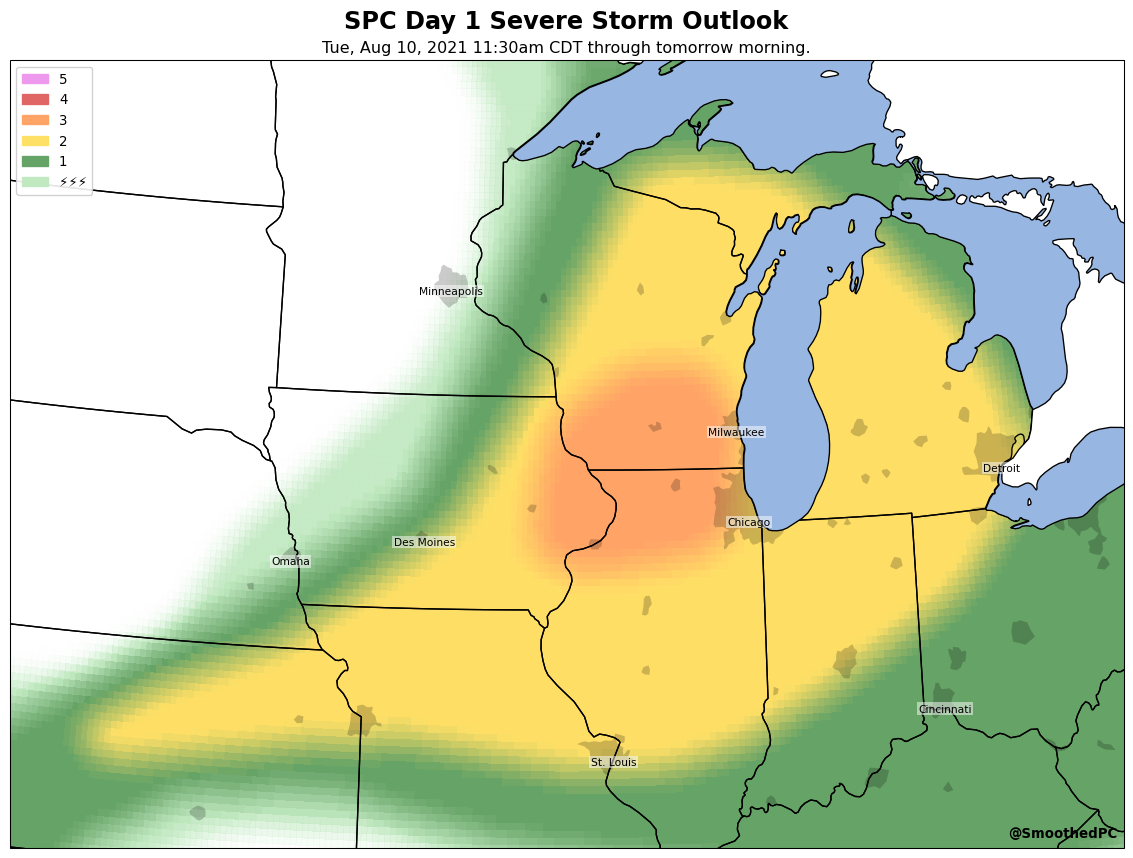 SPC Day 1 Severe Storm Outlook
Tue, Aug 10, 2021 11:30am CDT through tomorrow morning.
5
4
3
2
1
⚡⚡⚡
Minneapolis
Milwaukee
Detroit
Chicago
Des Moines
Omaha
Cincinnati
St. Louis
@SmoothedPC